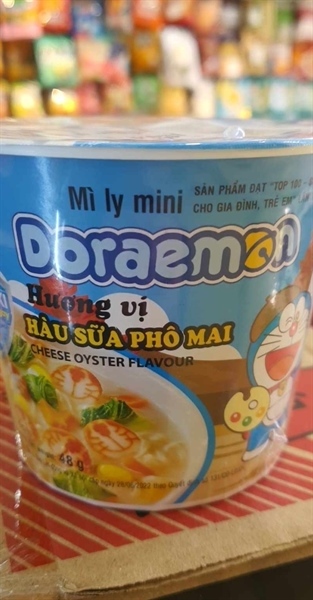 Mì ly mini
SẢN PHẨM ĐẠT "TOP
CHO GIA ĐÌNH, TRẺ EM"
DORaEMON
Hương vị
HÀU SỮA PHÔ MAI
CHEESE OYSTER FLAVOUR
48 g